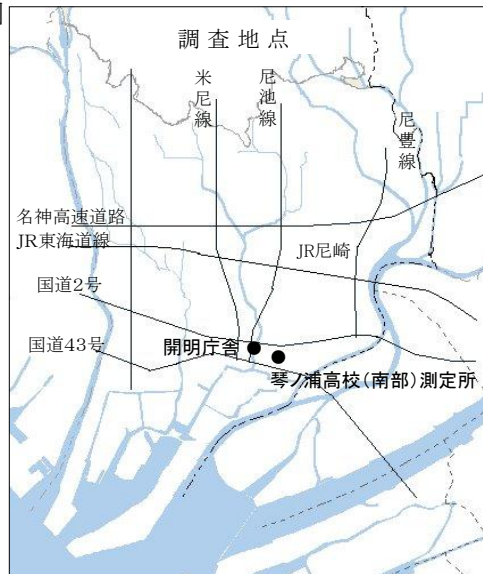 調査地点
米尼線
尼池線
尼豊線
名神高速道路
JR東海道線
JR尼崎
国道2号
国道43号
開明庁舎
琴ノ浦高校(南部)測定所